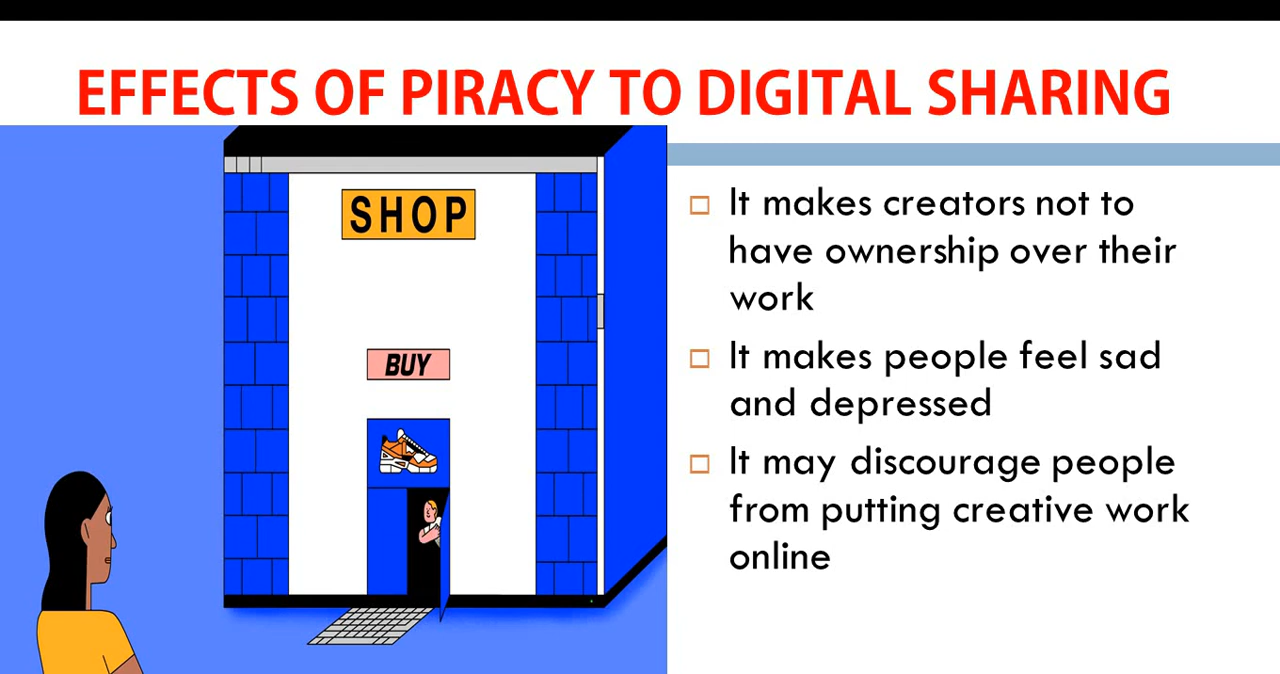 EFFECTS OF PIRACY TO DIGITAL SHARING
SHOP
BUY
It makes creators not to
have ownership over their
work
It makes people feel sad
and depressed
It may discourage people
from putting creative work
online